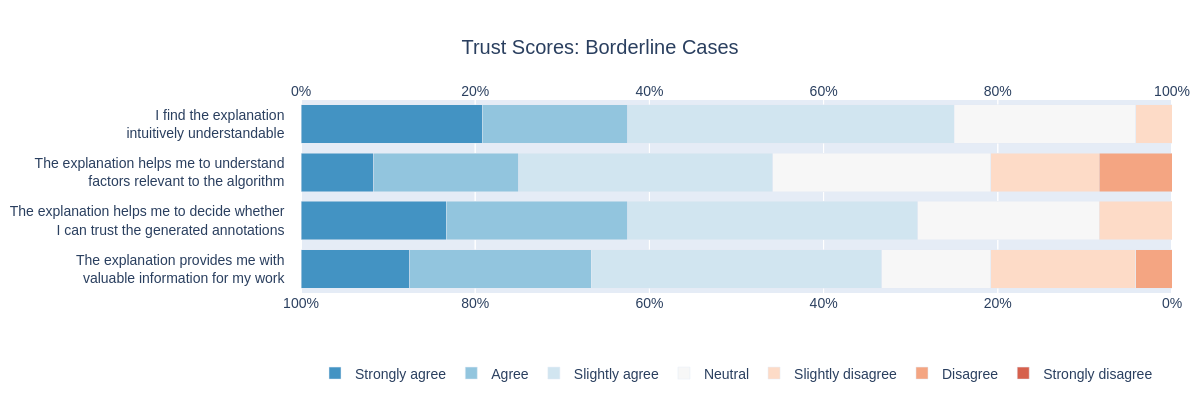 Trust Scores: Borderline Cases
0% 20% 40% 60% 80% 100%
I find the explanation
intuitively understandable
The explanation helps me to understand
factors relevant to the algorithm
The explanation helps me to decide whether
I can trust the generated annotations
The explanation provides me with
valuable information for my work
100% 80% 60% 40% 20% 0%
Strongly agree Agree Slightly agree Neutral Slightly disagree Disagree Strongly disagree